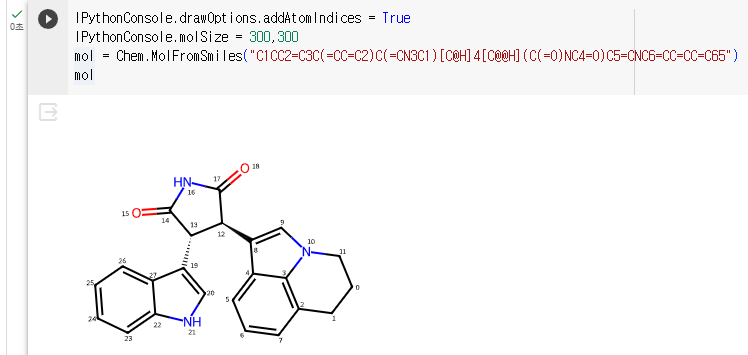 IPythonConsole.drawOptions.addAtomIndices = True
IPythonConsole.molSize = 300,300
mol = Chem.MolFromSmiles("C1CC2=C3C(=CC=C2)C(=CN3C1)[C@H]4[C@@H](C(=O)NC4=O)C5=CNC6=CC=CC=C65")
mol
0초
O 18
17
HN
16
15 O
14
13
12
9
10
N
11
8
26
19
27
4
3
25
20
0
5
2
24
22
NH
21
1
23
6
7